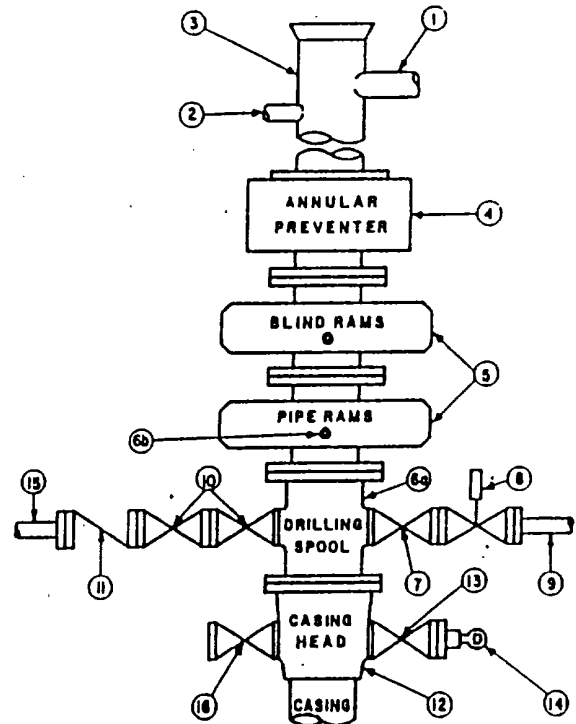 1
3
2
ANNULAR
PREVENTER
4
BLIND RAMS
5
PIPE RAMS
6b
6a
8
15
10
DRILLING
SPOOL
11
7
9
13
CASING
HEAD
16
12
14
CASING